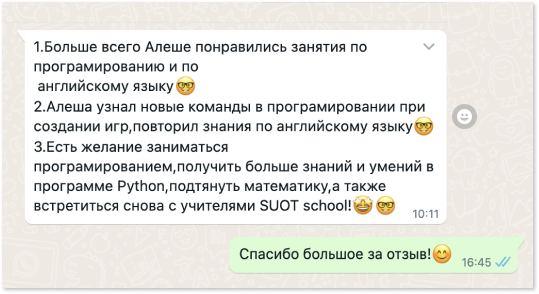 1.Больше всего Алеше понравились занятия по
програмированию и по
английскому языку🤓
2.Алеша узнал новые команды в програмировании при
создании игр,повторил знания по английскому языку🤓
3.Есть желание заниматься
програмированием,получить больше знаний и умений в
программе Python,подтянуть математику,а также
встретиться снова с учителями SUOT school!🤩🤓
10:11
Спасибо большое за отзыв!😊
16:45